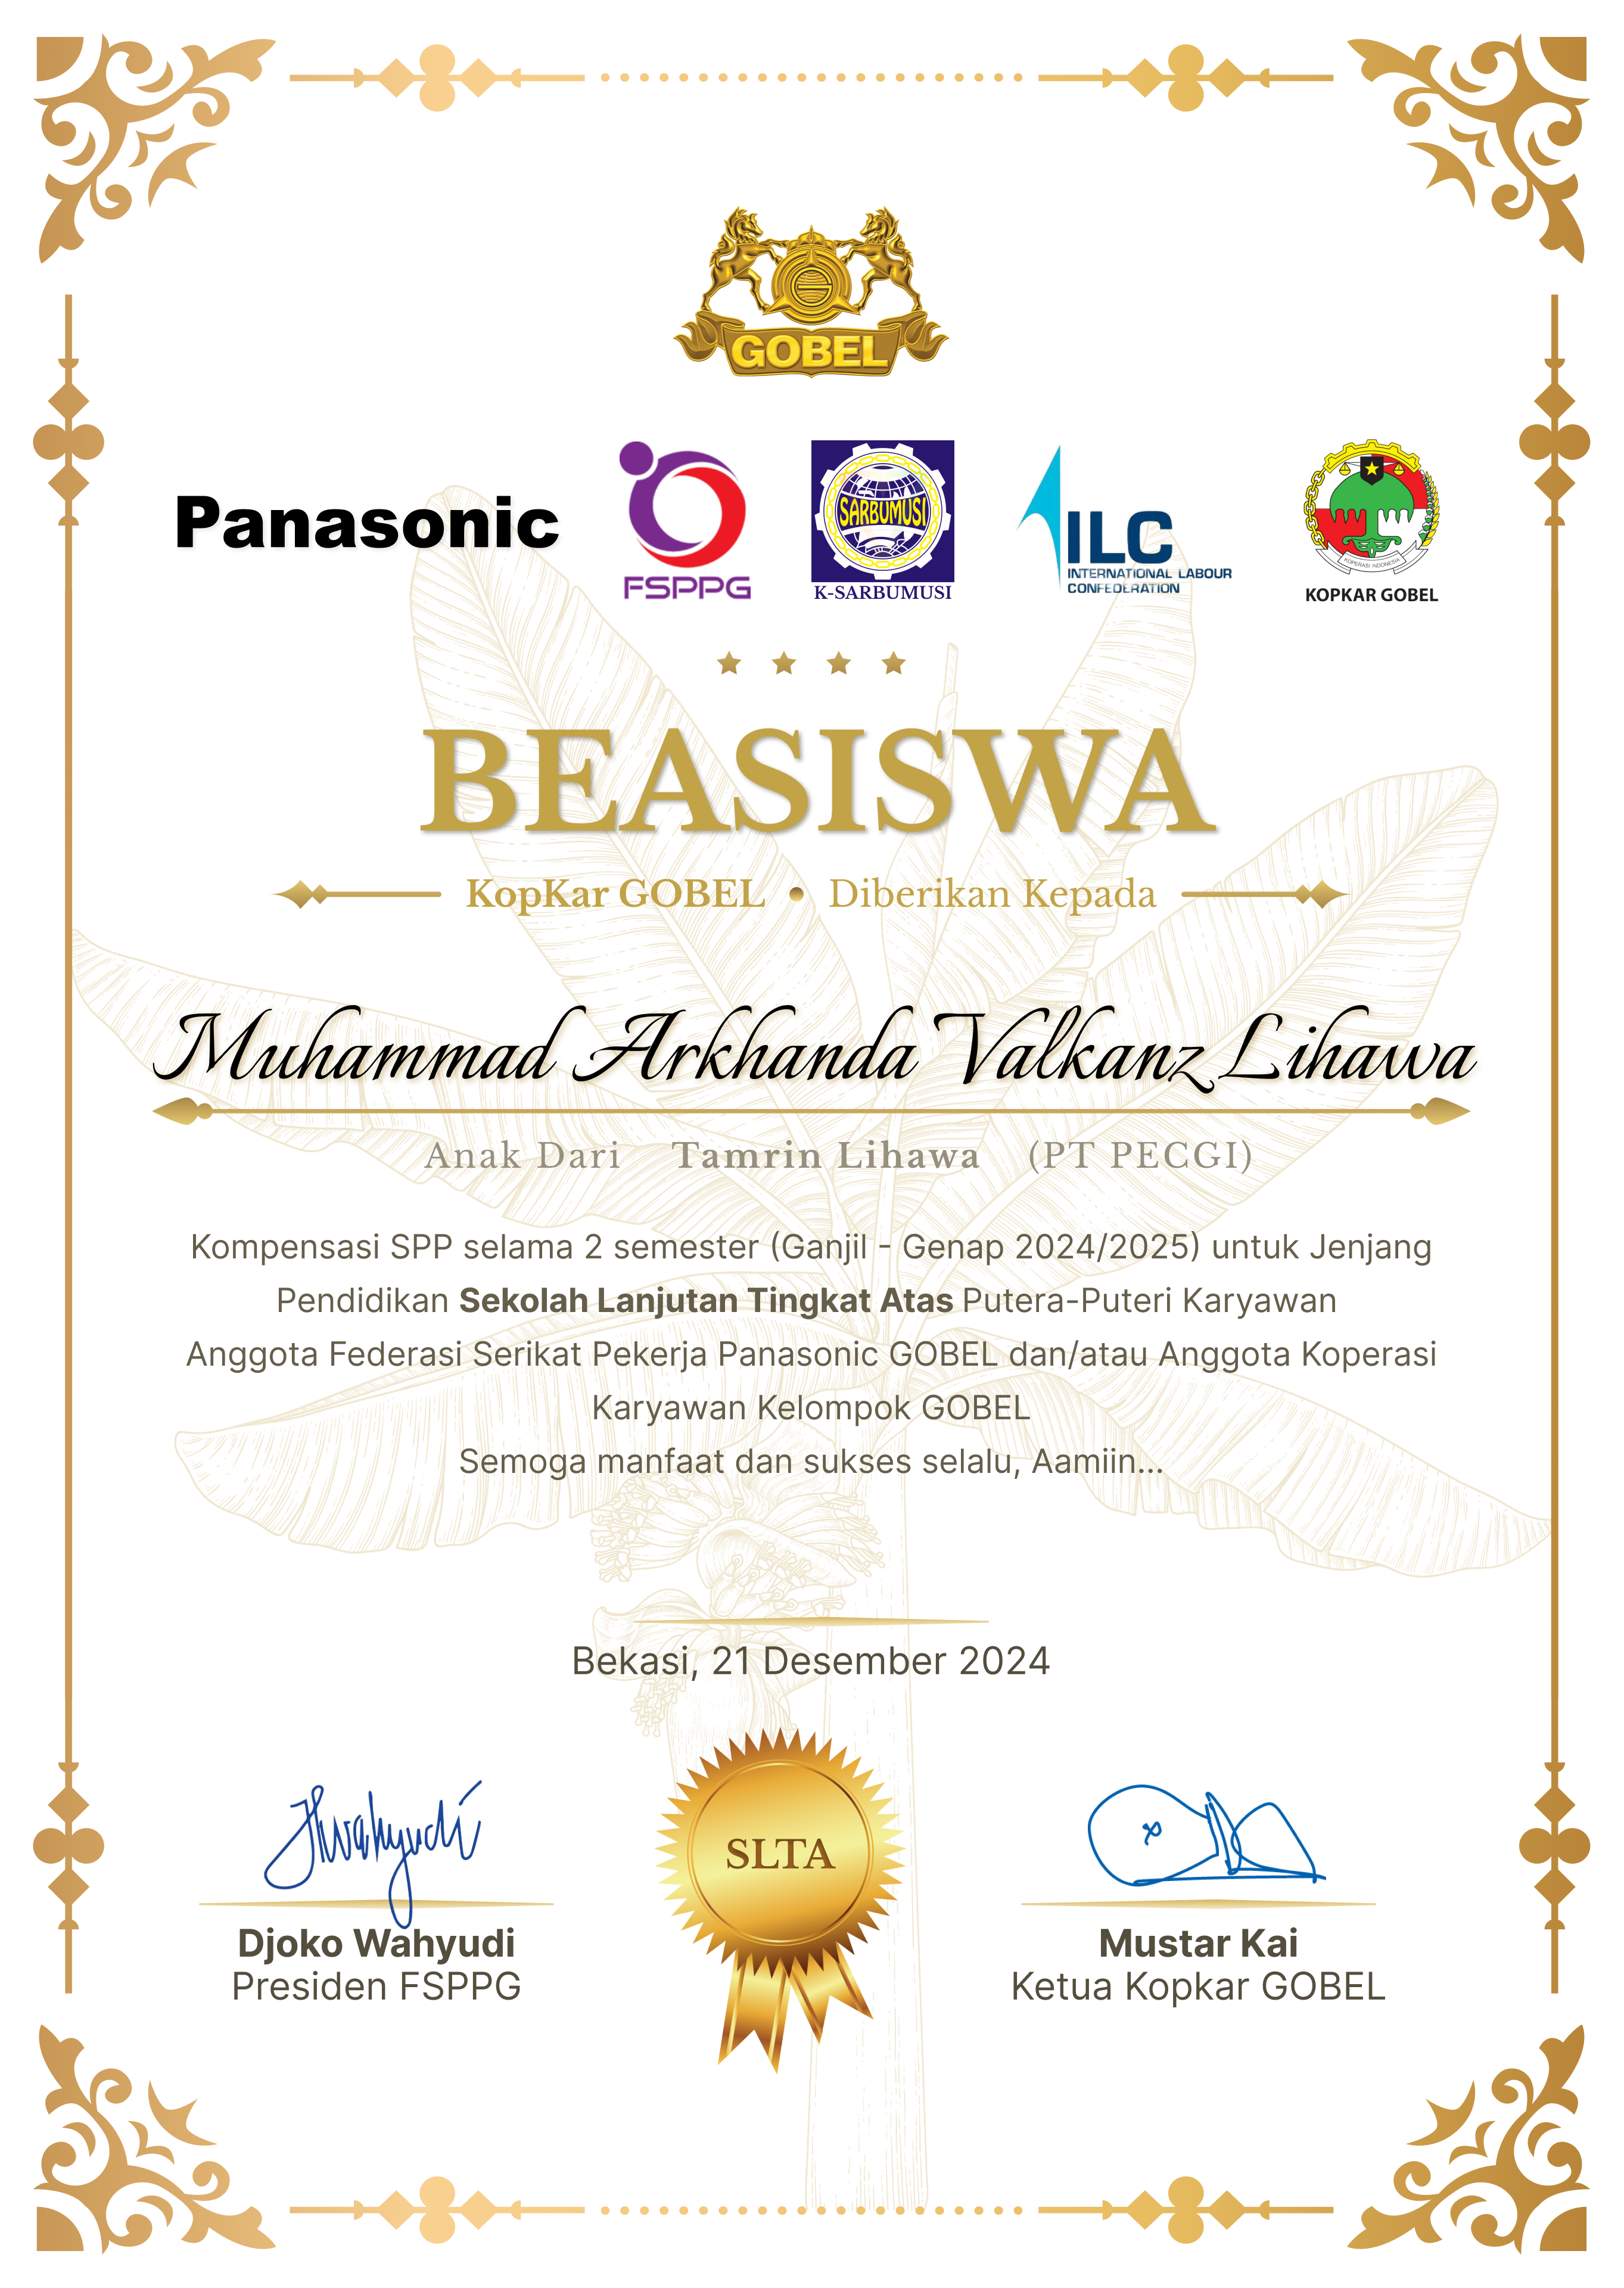 GOBEL
Panasonic
FSPPG
SARBUMUSI
K-SARBUMUSI
ILC
INTERNATIONAL LABOUR
CONFEDERATION
KOPERASI INDONESIA
KOPKAR GOBEL
BEASISWA
KopKar GOBEL • Diberikan Kepada
Muhammad Arkhanda Valkanz Lihawa
Anak Dari Tamrin Lihawa (PT PECGI)
Kompensasi SPP selama 2 semester (Ganjil - Genap 2024/2025) untuk Jenjang
Pendidikan Sekolah Lanjutan Tingkat Atas Putera-Puteri Karyawan
Anggota Federasi Serikat Pekerja Panasonic GOBEL dan/atau Anggota Koperasi
Karyawan Kelompok GOBEL
Semoga manfaat dan sukses selalu, Aamiin...
Bekasi, 21 Desember 2024
SLTA
Djoko Wahyudi
Presiden FSPPG
Mustar Kai
Ketua Kopkar GOBEL